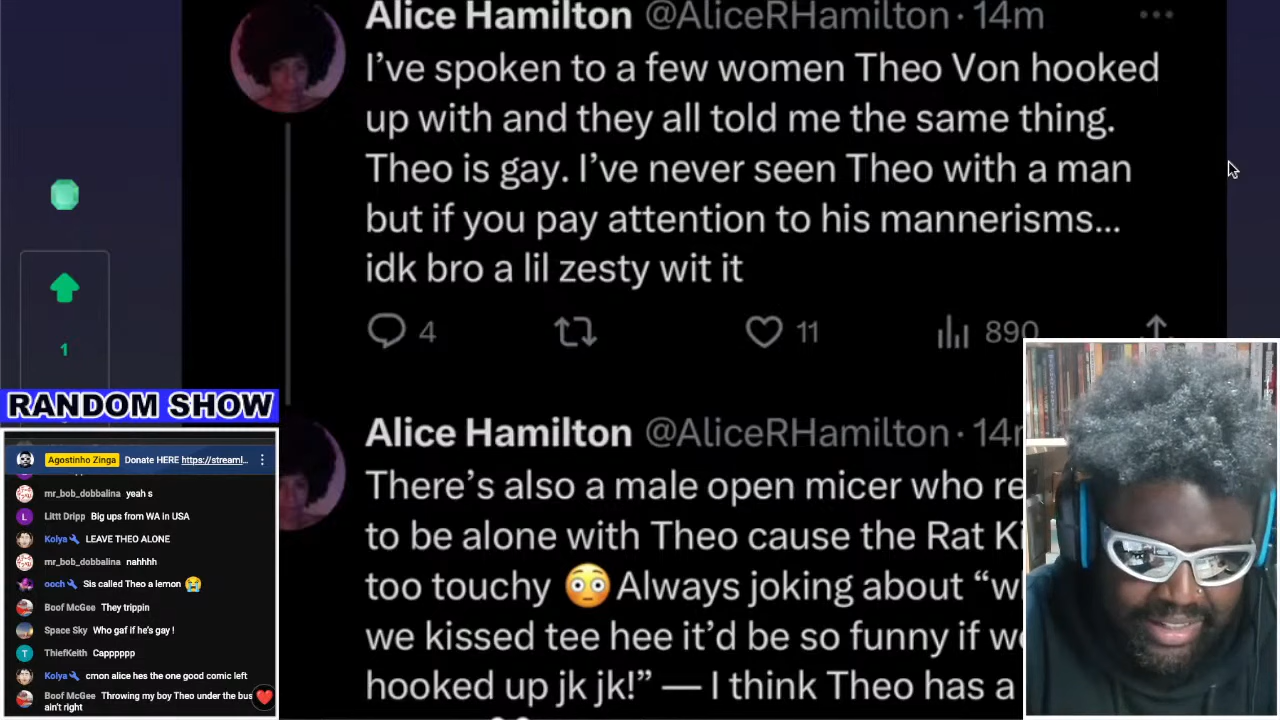 Alice Hamilton @AliceRHamilton · 14m
I’ve spoken to a few women Theo Von hooked
up with and they all told me the same thing.
Theo is gay. I’ve never seen Theo with a man
but if you pay attention to his mannerisms...
idk bro a lil zesty wit it
4 11 890
1
RANDOM SHOW
Agostinho Zinga Donate HERE https://streaml...
mr_bob_dobbalina yeah s
Littt Dripp Big ups from WA in USA
Kolya LEAVE THEO ALONE
mr_bob_dobbalina nahhhh
ooch Sis called Theo a lemon 😭
Boof McGee They trippin
Space Sky Who gaf if he's gay !
ThiefKeith Cappppp
Kolya cmon alice hes the one good comic left
Boof McGee Throwing my boy Theo under the bus
ain't right
Alice Hamilton @AliceRHamilton · 14
There’s also a male open micer who re
to be alone with Theo cause the Rat Ki
too touchy 😳 Always joking about “w
we kissed tee hee it’d be so funny if we
hooked up jk jk!” — I think Theo has a